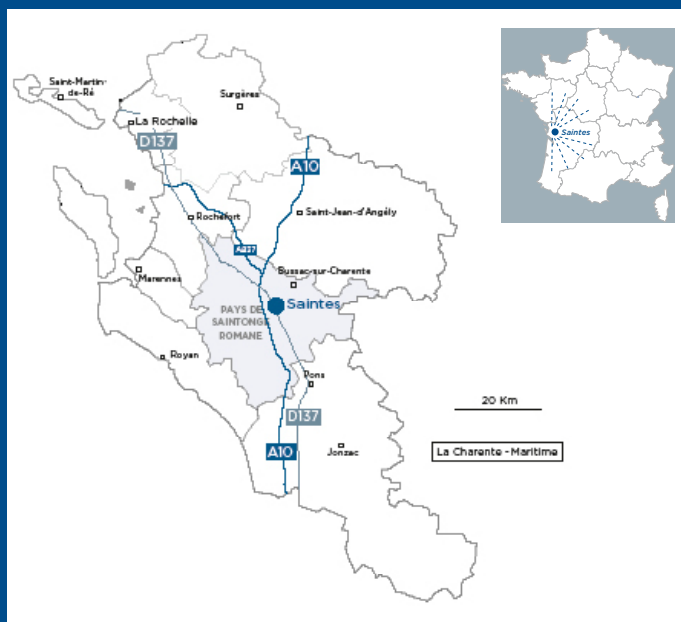 Saint-Martin-
de-Ré
Surgères
La Rochelle
D137
A10
Saintes
Rochefort
Saint-Jean-d'Angély
A837
Bussac-sur-Charente
Marennes
Saintes
PAYS DE
SAINTONGE
ROMANE
Royan
Pons
20 Km
D137
A10
Jonzac
La Charente - Maritime